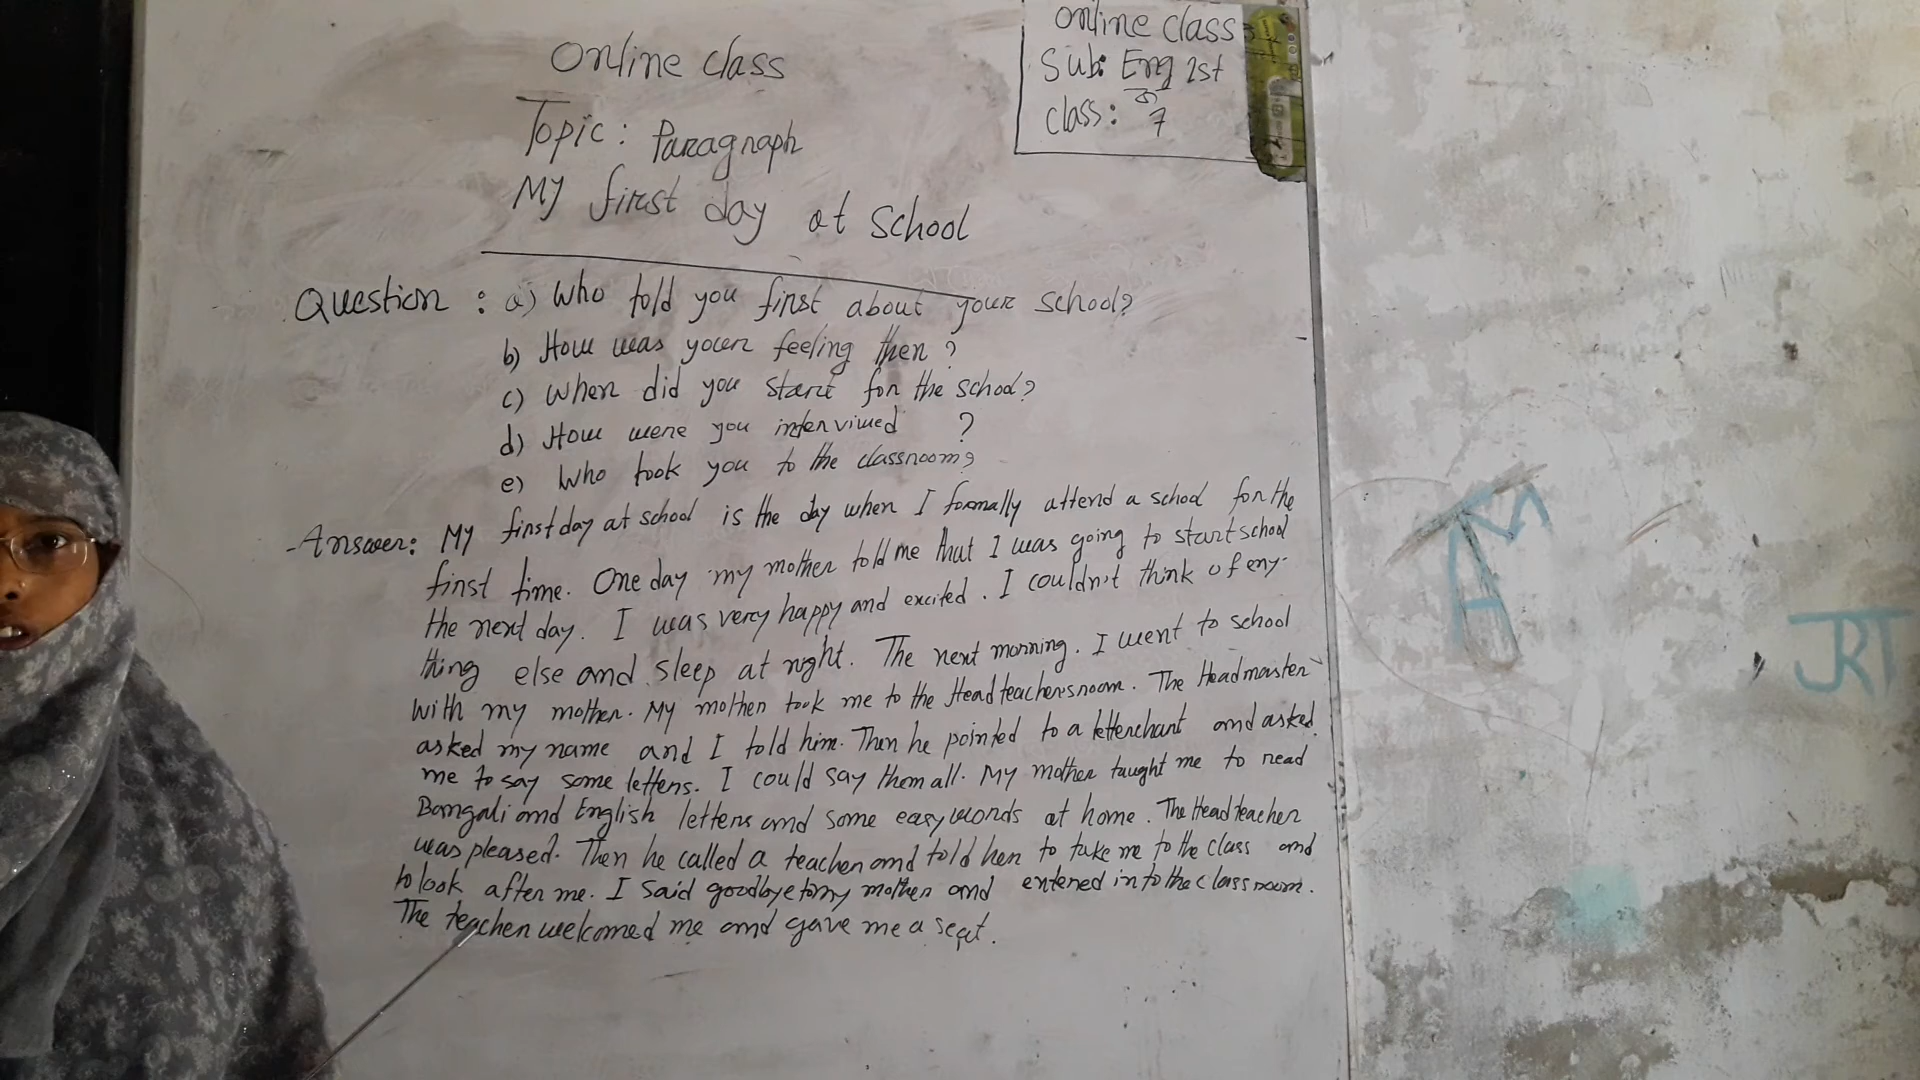 Online class
Topic: Paragraph
My first day at school
Online class
Sub: Eng 1st
class: 7
Question: a) Who told you first about your school?
b) How was your feeling then?
c) When did you start for the school?
d) How were you interviwed ?
e) Who took you to the classroom?
Answer: My first day at school is the day when I formally attend a school for the
first time. One day my mother told me that I was going to start school
the next day. I was very happy and excited. I couldn't think of eny-
thing else and sleep at night. The next morning. I went to school
with my mother. My mother took me to the Head teachers room. The Headmaster
asked my name and I told him. Then he pointed to a letterchart and asked
me to say some letters. I could say them all. My mother taught me to read
Bangali and English letters and some easy words at home. The Head teacher
was pleased. Then he called a teacher and told her to take me to the class and
to look after me. I said goodbye to my mother and entered into the classroom.
The teacher welcomed me and gave me a seat.
AM
JRT